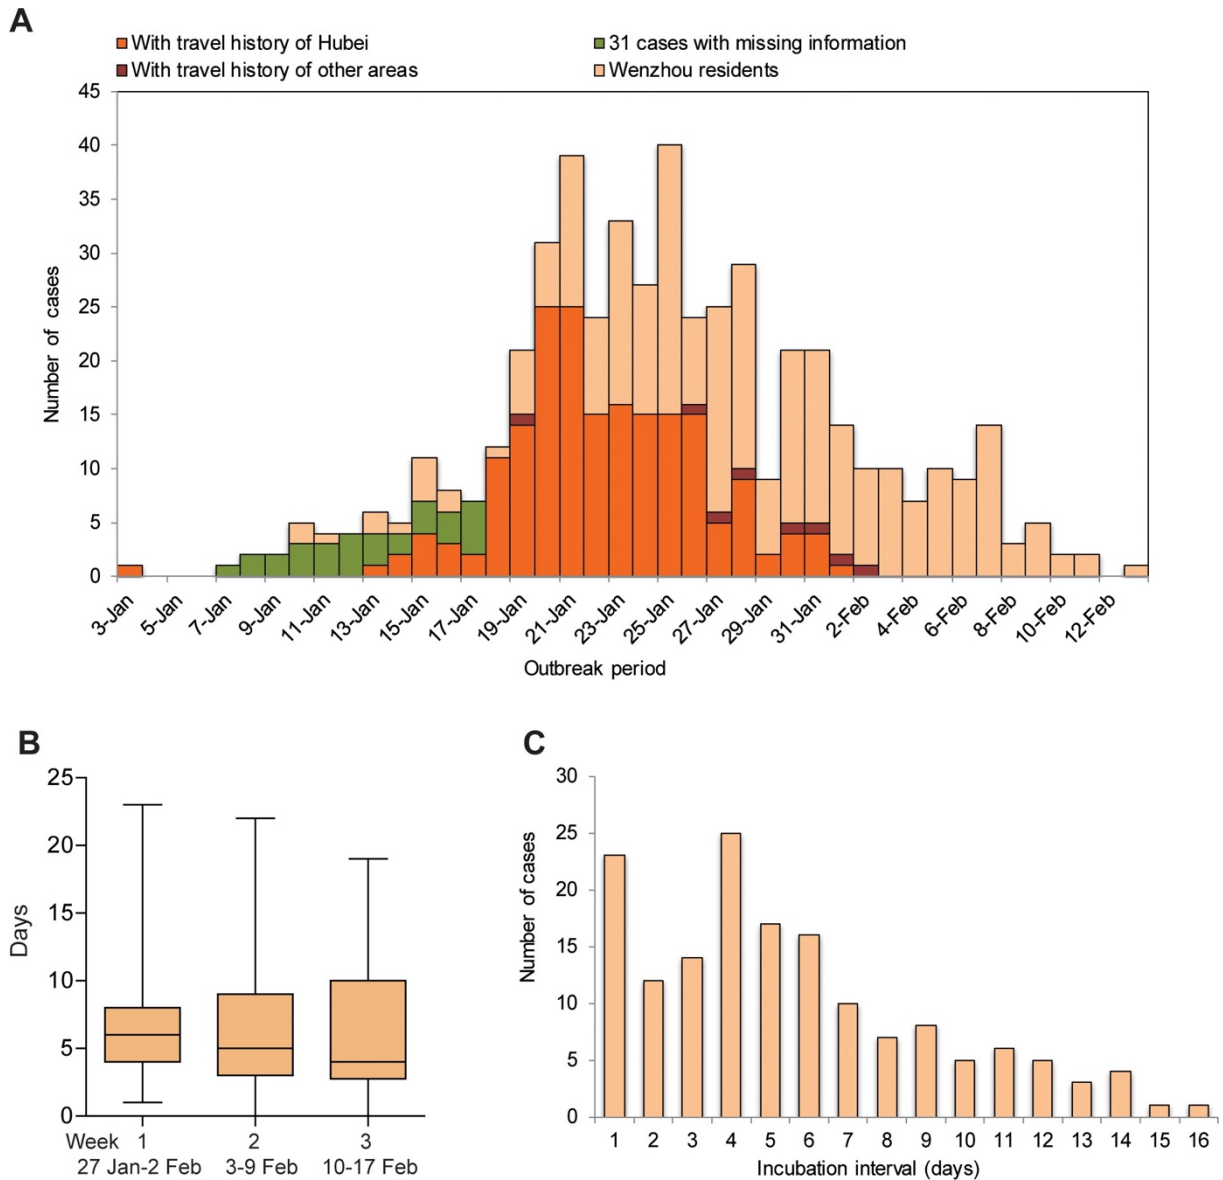 A
With travel history of Hubei
31 cases with missing information
With travel history of other areas
Wenzhou residents
45
40
35
30
25
20
15
10
5
0
Number of cases
3-Jan 5-Jan 7-Jan 9-Jan 11-Jan 13-Jan 15-Jan 17-Jan 19-Jan 21-Jan 23-Jan 25-Jan 27-Jan 29-Jan 31-Jan 2-Feb 4-Feb 6-Feb 8-Feb 10-Feb 12-Feb
Outbreak period
B
25
20
15
10
5
0
Days
Week 1 2 3
27 Jan-2 Feb 3-9 Feb 10-17 Feb
C
30
25
20
15
10
5
0
Number of cases
1 2 3 4 5 6 7 8 9 10 11 12 13 14 15 16
Incubation interval (days)